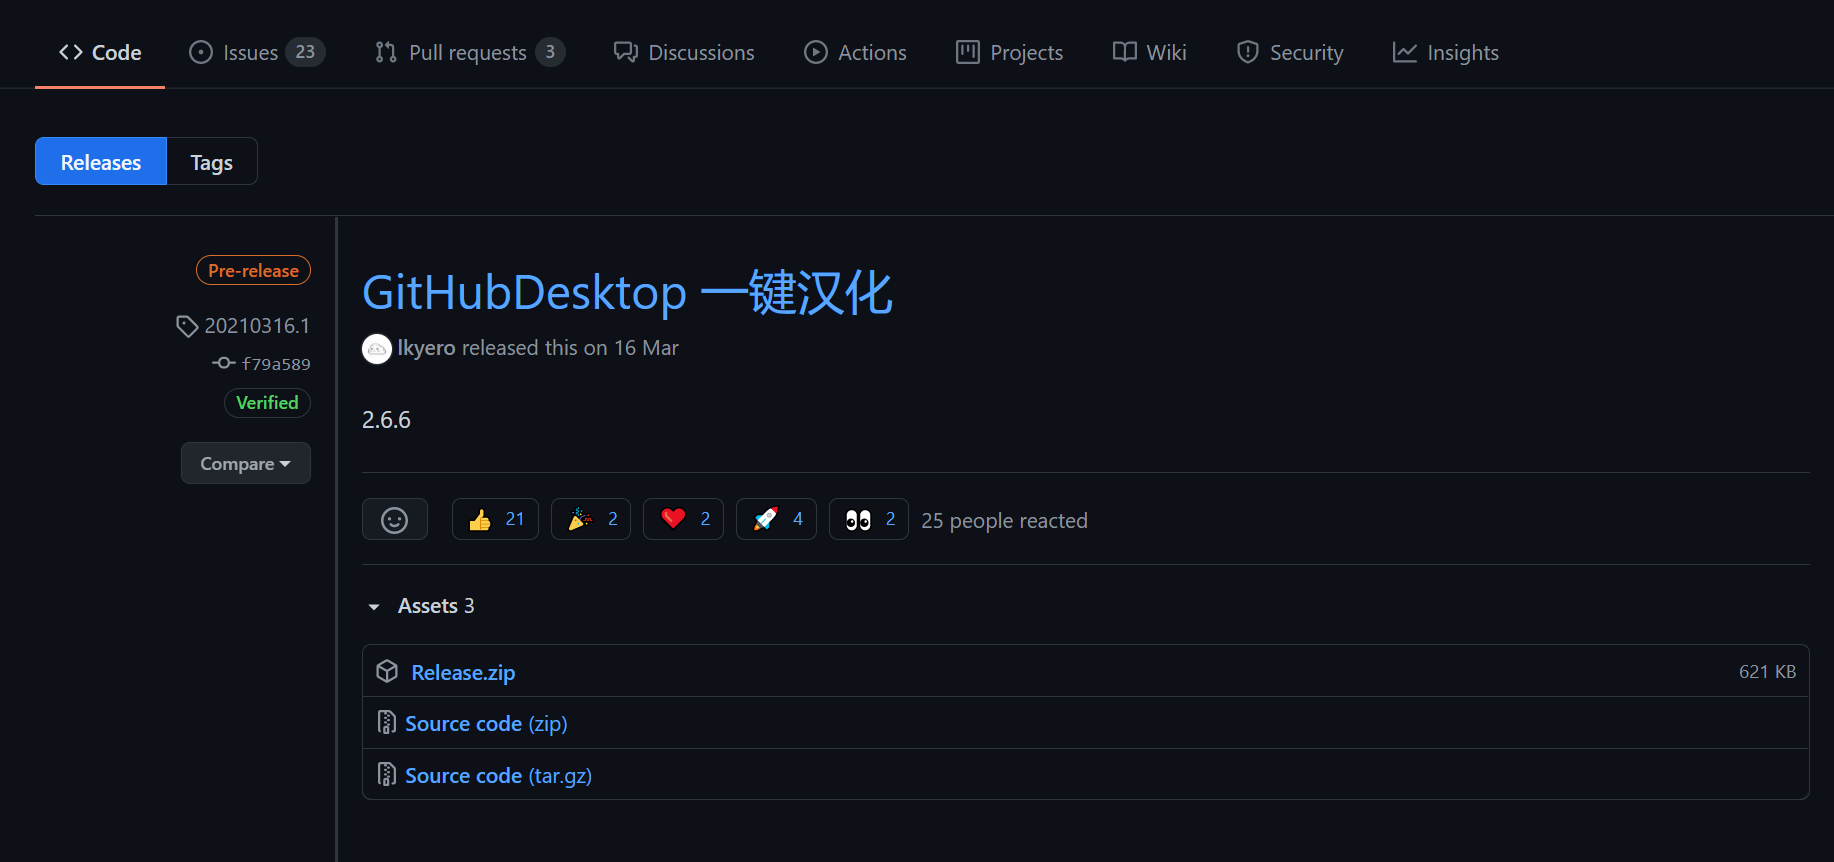 Code Issues 23 Pull requests 3 Discussions Actions Projects Wiki Security Insights
Releases Tags
Pre-release
20210316.1
f79a589
Verified
Compare
GitHubDesktop 一键汉化
lkyero released this on 16 Mar
2.6.6
21 2 2 4 2 25 people reacted
Assets 3
Release.zip 621 KB
Source code (zip)
Source code (tar.gz)